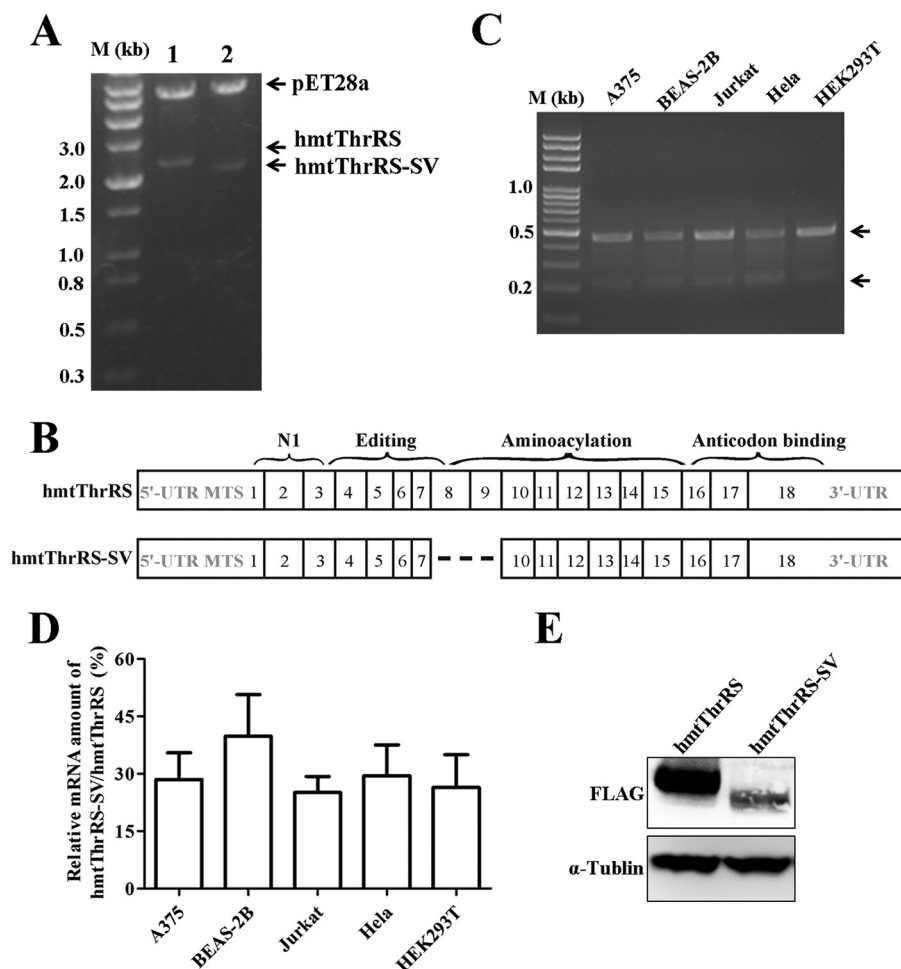 A
M (kb) 1 2
pET28a
hmtThrRS
hmtThrRS-SV
3.0
2.0
1.5
1.0
0.8
0.5
0.3
C
M (kb) A375 BEAS-2B Jurkat Hela HEK293T
1.0
0.5
0.2
B
N1 Editing Aminoacylation Anticodon binding
hmtThrRS 5'-UTR MTS 1 2 3 4 5 6 7 8 9 10 11 12 13 14 15 16 17 18 3'-UTR
hmtThrRS-SV 5'-UTR MTS 1 2 3 4 5 6 7 10 11 12 13 14 15 16 17 18 3'-UTR
D
Relative mRNA amount of
hmtThrRS-SV/hmtThrRS (%)
60
45
30
15
0
A375 BEAS-2B Jurkat Hela HEK293T
E
hmtThrRS hmtThrRS-SV
FLAG
α-Tublin